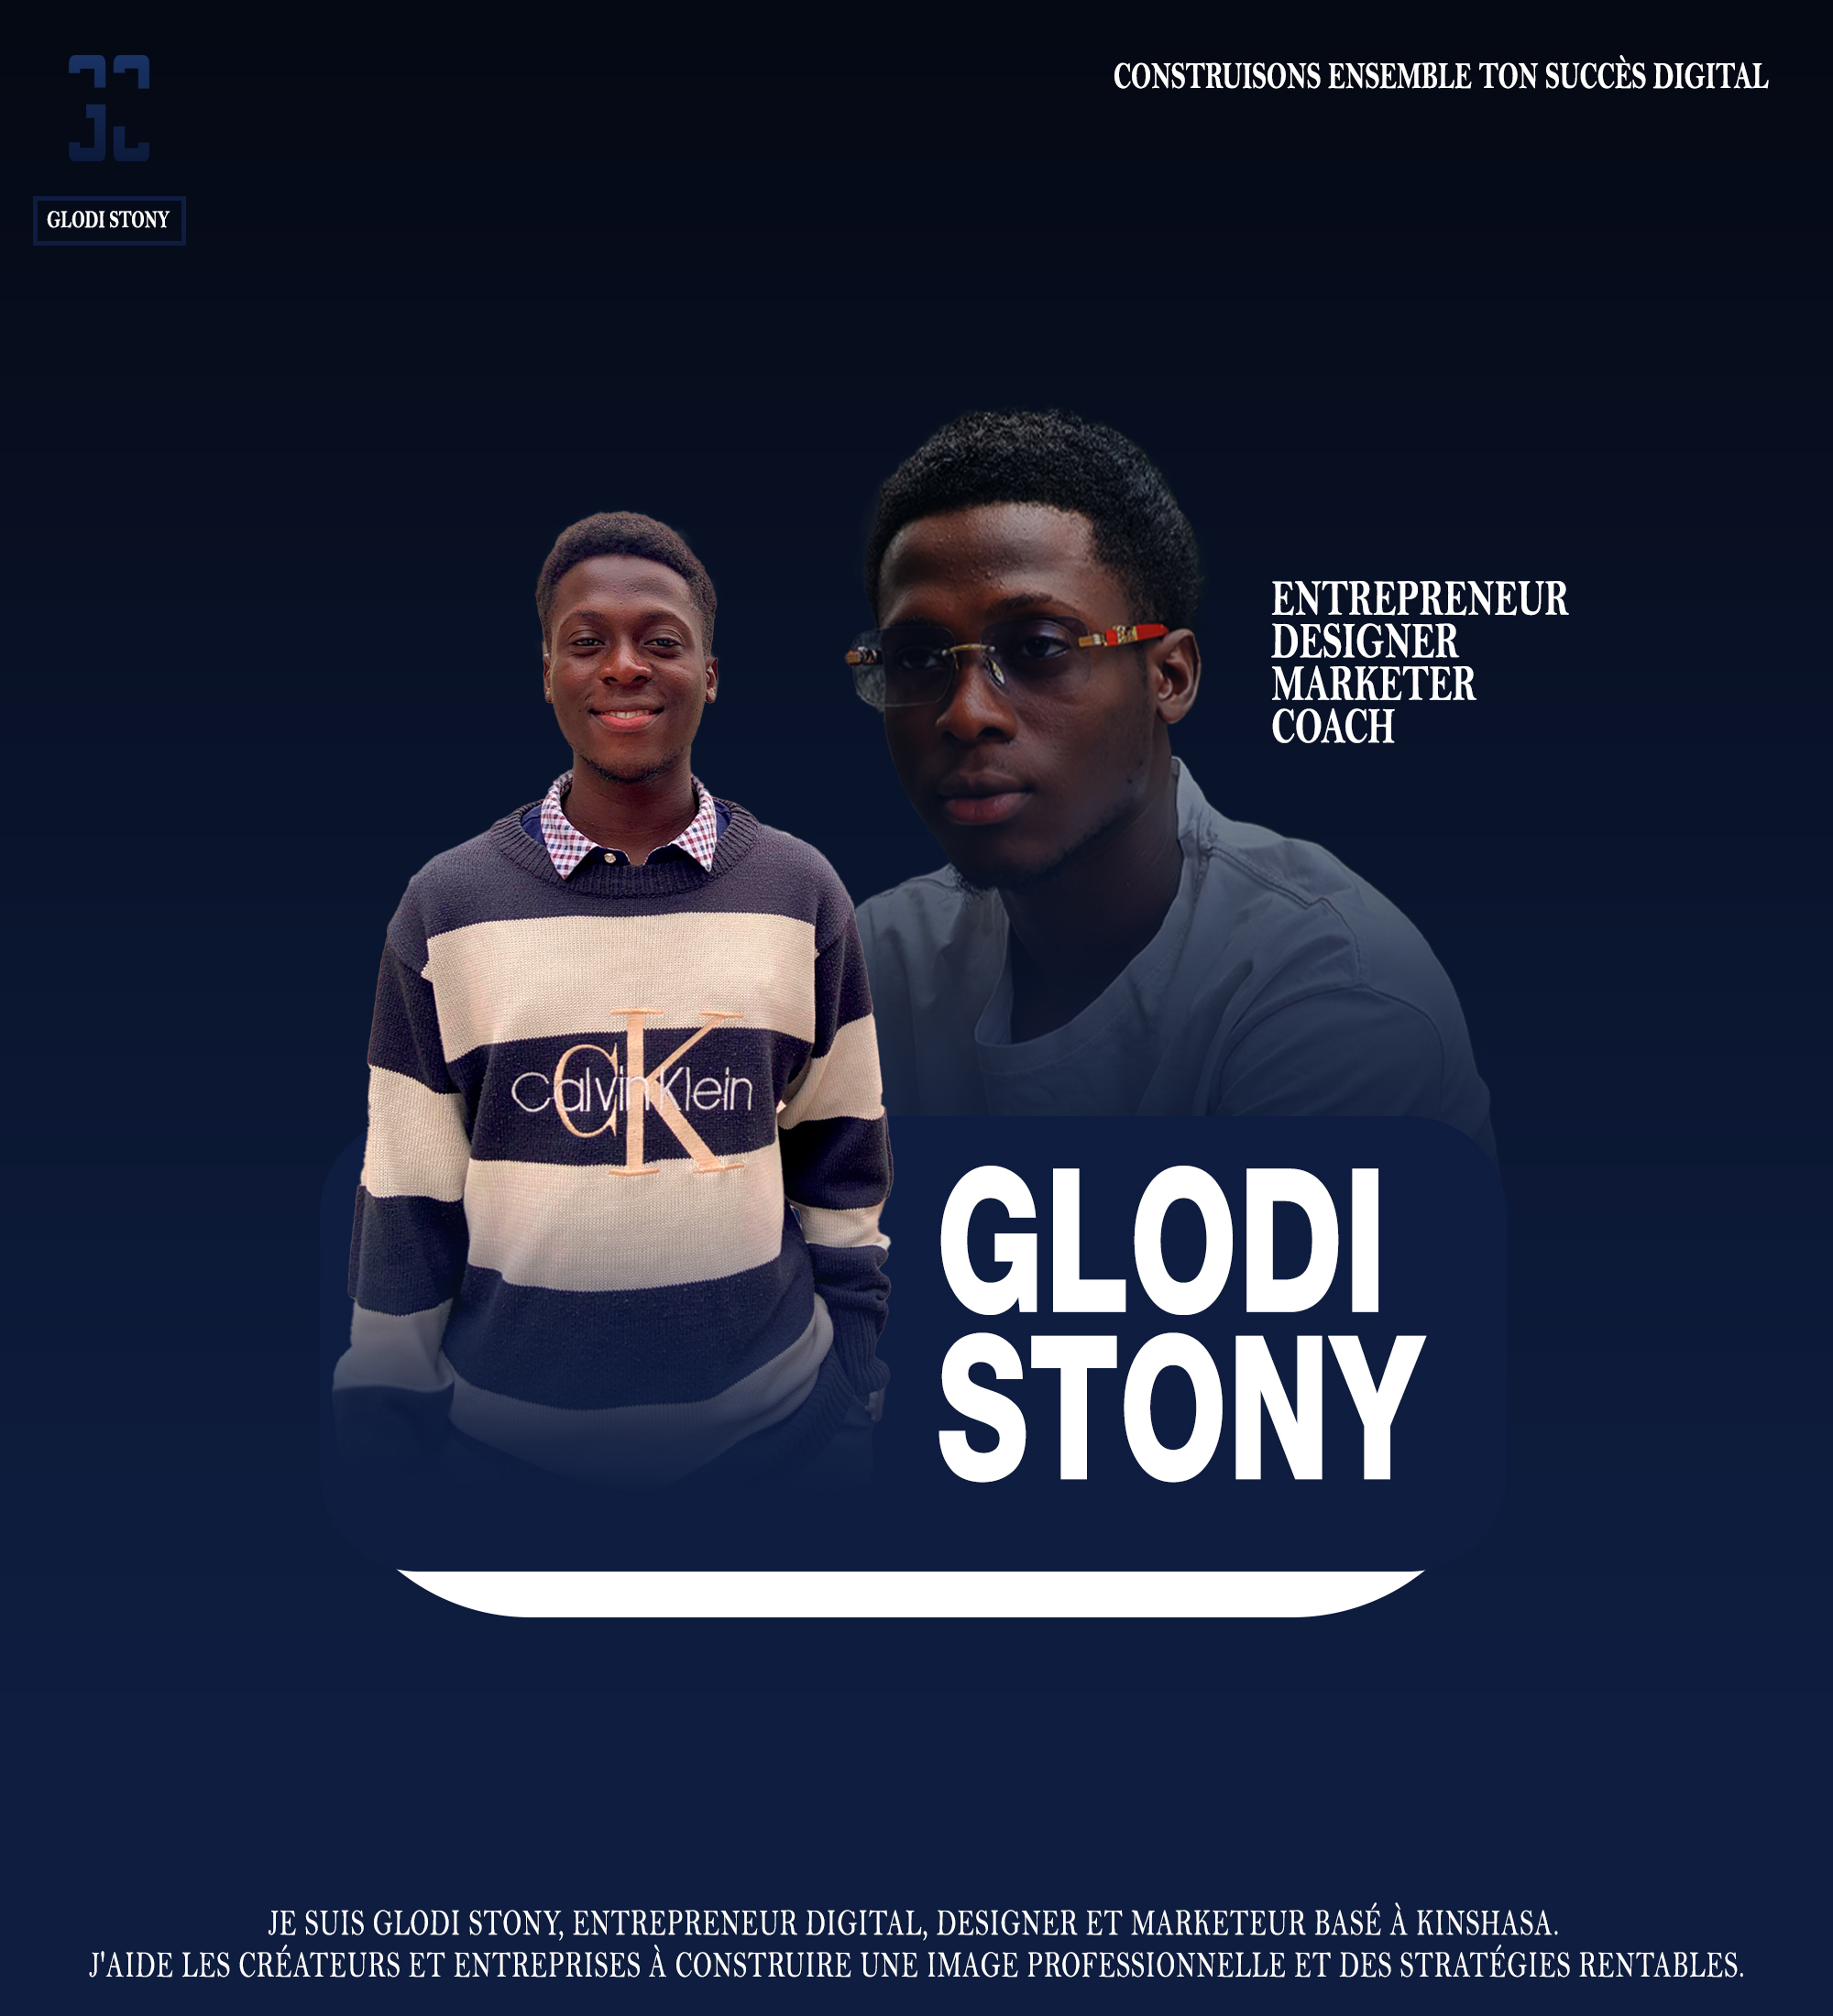 CONSTRUISONS ENSEMBLE TON SUCCÈS DIGITAL
GLODI STONY
ENTREPRENEUR
DESIGNER
MARKETER
COACH
CK
Calvin Klein
GLODI
STONY
JE SUIS GLODI STONY, ENTREPRENEUR DIGITAL, DESIGNER ET MARKETEUR BASÉ À KINSHASA.
J'AIDE LES CRÉATEURS ET ENTREPRISES À CONSTRUIRE UNE IMAGE PROFESSIONNELLE ET DES STRATÉGIES RENTABLES.